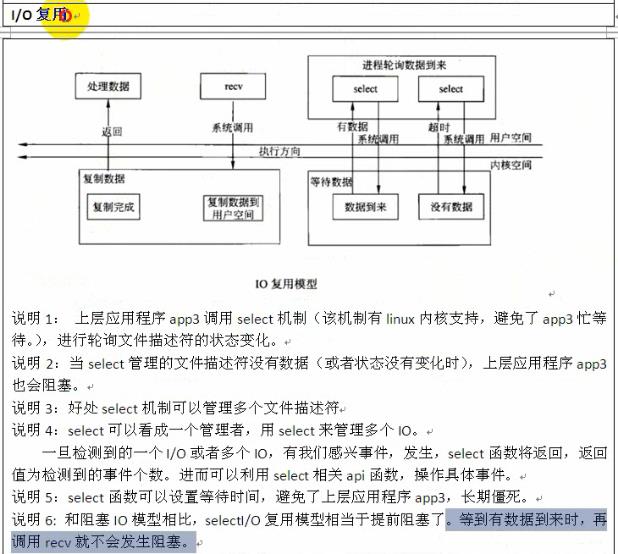 I/O 复用
进程轮询数据到来
处理数据
recv
select
select
返回
系统调用
有数据
系统调用
超时
系统调用
用户空间
执行方向
内核空间
复制数据
等待数据
复制完成
复制数据到
用户空间
数据到来
没有数据
IO 复用模型
说明 1： 上层应用程序 app3 调用 select 机制（该机制有 linux 内核支持，避免了 app3 忙等
待。），进行轮询文件描述符的状态变化。
说明 2：当 select 管理的文件描述符没有数据（或者状态没有变化时），上层应用程序 app3
也会阻塞。
说明 3：好处 select 机制可以管理多个文件描述符
说明 4：select 可以看成一个管理者，用 select 来管理多个 IO。
一旦检测到的一个 I/O 或者多个 IO，有我们感兴事件，发生，select 函数将返回，返回
值为检测到的事件个数。进而可以利用 select 相关 api 函数，操作具体事件。
说明 5：select 函数可以设置等待时间，避免了上层应用程序 app3，长期僵死。
说明 6：和阻塞 IO 模型相比，selectI/O 复用模型相当于提前阻塞了。等到有数据到来时，再
调用 recv 就不会发生阻塞。